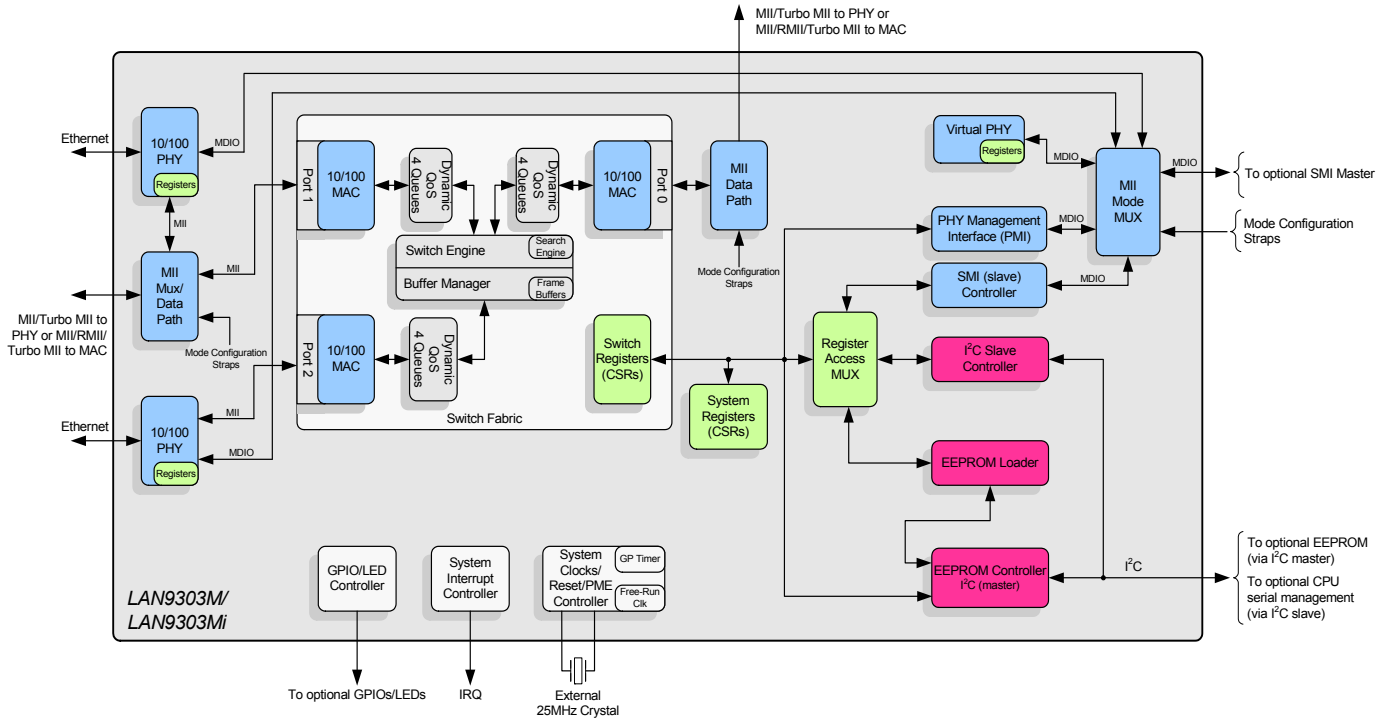 MII/Turbo MII to PHY or
MII/RMII/Turbo MII to MAC
Ethernet
10/100
PHY
Registers
MDIO
MII
MII
Mux/
Data
Path
MII
MII/Turbo MII to
PHY or MII/RMII/
Turbo MII to MAC
Mode Configuration
Straps
Ethernet
10/100
PHY
Registers
MII
MDIO
Port 1
10/100
MAC
Dynamic
QoS
4 Queues
Dynamic
QoS
4 Queues
10/100
MAC
Port 0
Switch Engine
Search
Engine
Buffer Manager
Frame
Buffers
Port 2
10/100
MAC
Dynamic
QoS
4 Queues
Switch
Registers
(CSRs)
Switch Fabric
MII
Data
Path
Mode Configuration
Straps
System
Registers
(CSRs)
Virtual PHY
Registers
MDIO
MII
Mode
MUX
MDIO
To optional SMI Master
Mode Configuration
Straps
PHY Management
Interface (PMI)
MDIO
SMI (slave)
Controller
MDIO
Register
Access
MUX
I²C Slave
Controller
EEPROM Loader
EEPROM Controller
I²C (master)
I²C
To optional EEPROM
(via I²C master)
To optional CPU
serial management
(via I²C slave)
LAN9303M/
LAN9303Mi
GPIO/LED
Controller
System
Interrupt
Controller
System
Clocks/
Reset/PME
Controller
GP Timer
Free-Run
Clk
To optional GPIOs/LEDs
IRQ
External
25MHz Crystal